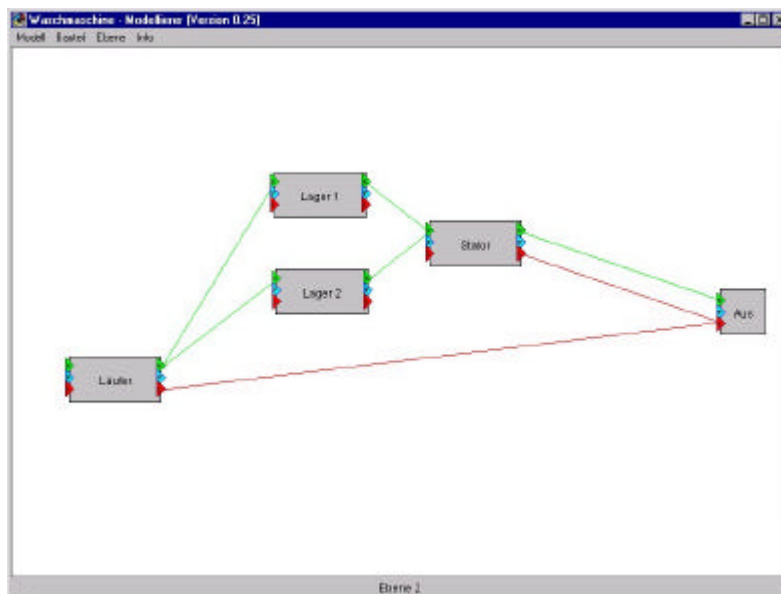 Waschmaschine - Modellierer (Version 0.25)
Modell Bauteil Ebene Info
Lager 1
Stator
Lager 2
Aus
Läufer
Ebene 2